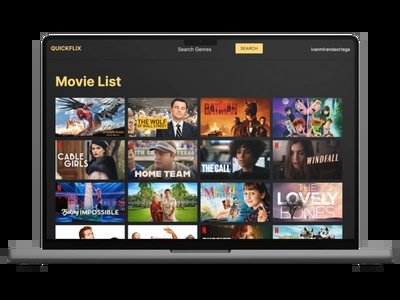 QUICKFLIX
Search Genres
SEARCH
ivanmirandaortega
Movie List
THE WOLF
OF WALL STREET
BATMAN
CABLE
GIRLS
HOME TEAM
THE CALL
WINDFALL
IMPOSSIBLE
THE
LOVELY
BONES